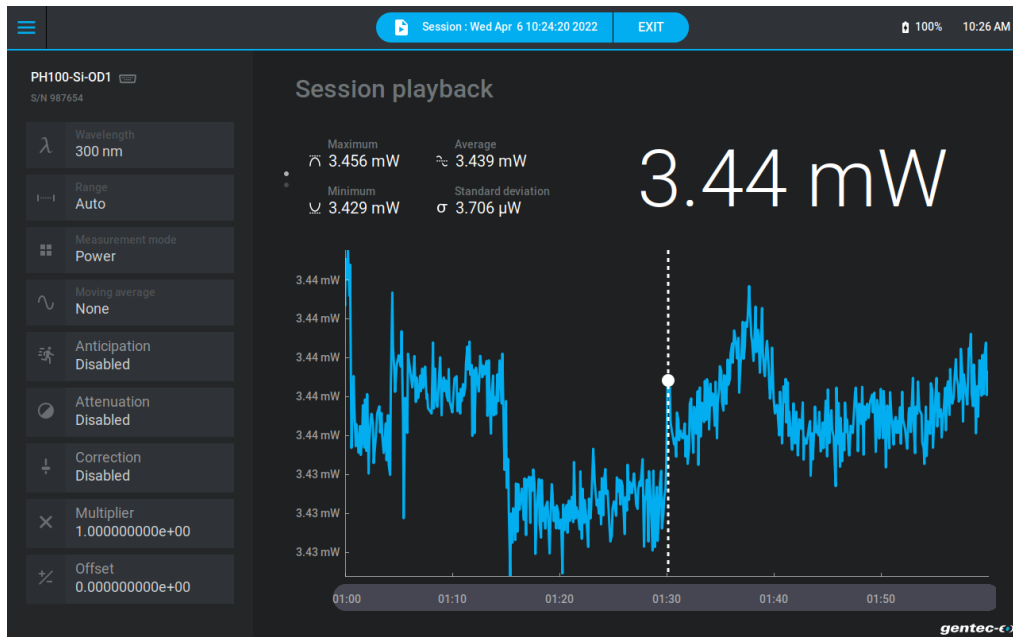 Session : Wed Apr 6 10:24:20 2022
EXIT
100%
10:26 AM
PH100-Si-OD1
S/N 987654
Wavelength
300 nm
Range
Auto
Measurement mode
Power
Moving average
None
Anticipation
Disabled
Attenuation
Disabled
Correction
Disabled
Multiplier
1.000000000e+00
Offset
0.000000000e+00
Session playback
Maximum
3.456 mW
Average
3.439 mW
Minimum
3.429 mW
Standard deviation
σ 3.706 µW
3.44 mW
3.44 mW
3.44 mW
3.44 mW
3.44 mW
3.44 mW
3.43 mW
3.43 mW
3.43 mW
01:00
01:10
01:20
01:30
01:40
01:50